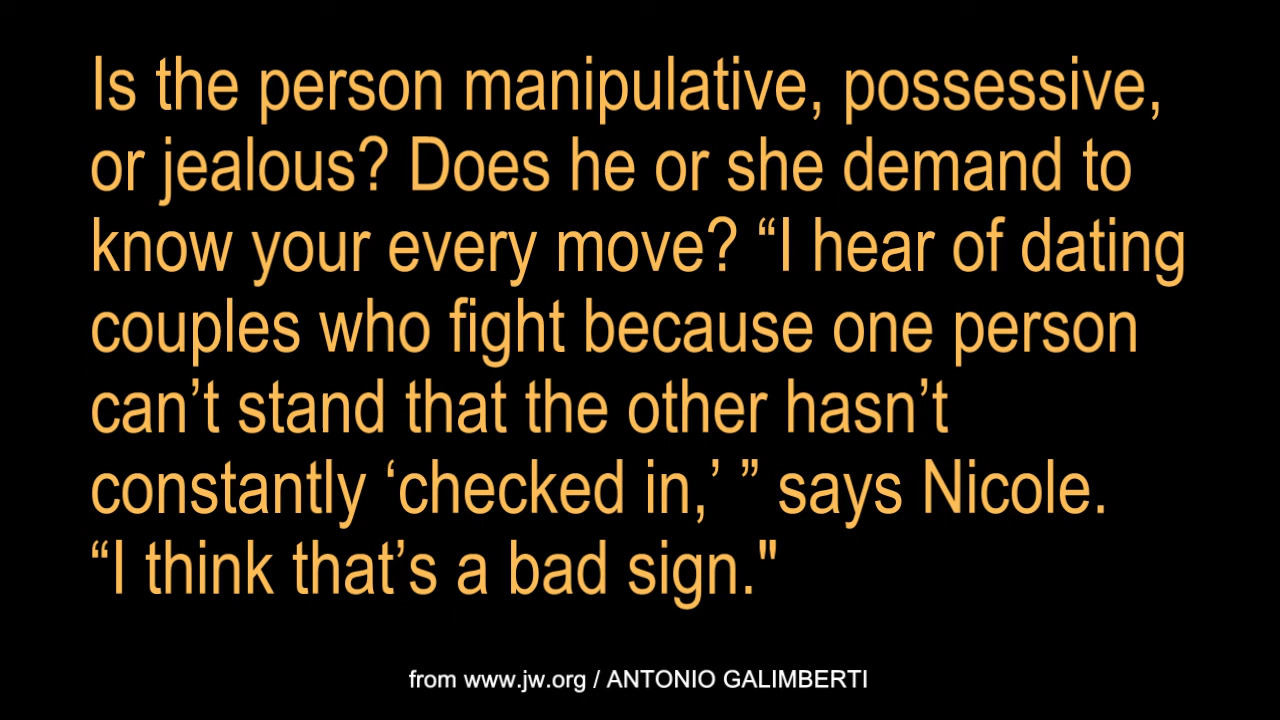 Is the person manipulative, possessive,
or jealous? Does he or she demand to
know your every move? “I hear of dating
couples who fight because one person
can’t stand that the other hasn’t
constantly ‘checked in,’ ” says Nicole.
“I think that’s a bad sign."
from www.jw.org / ANTONIO GALIMBERTI